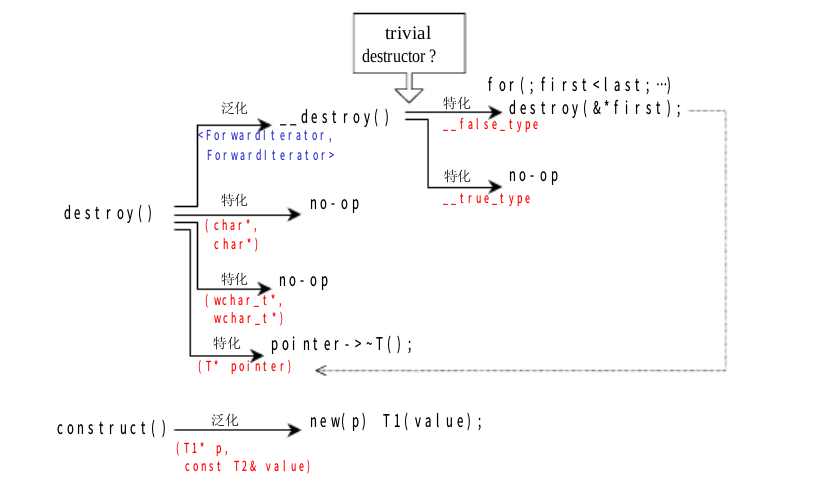 trivial
destructor ?
for(;first<last;…)
泛化
特化
__destroy()
destroy(&*first);
__false_type
<ForwardIterator,
ForwardIterator>
特化
no-op
__true_type
特化
no-op
destroy()
(char*,
char*)
特化
no-op
(wchar_t*,
wchar_t*)
特化
pointer->~T();
(T* pointer)
泛化
new(p) T1(value);
construct()
(T1* p,
const T2& value)